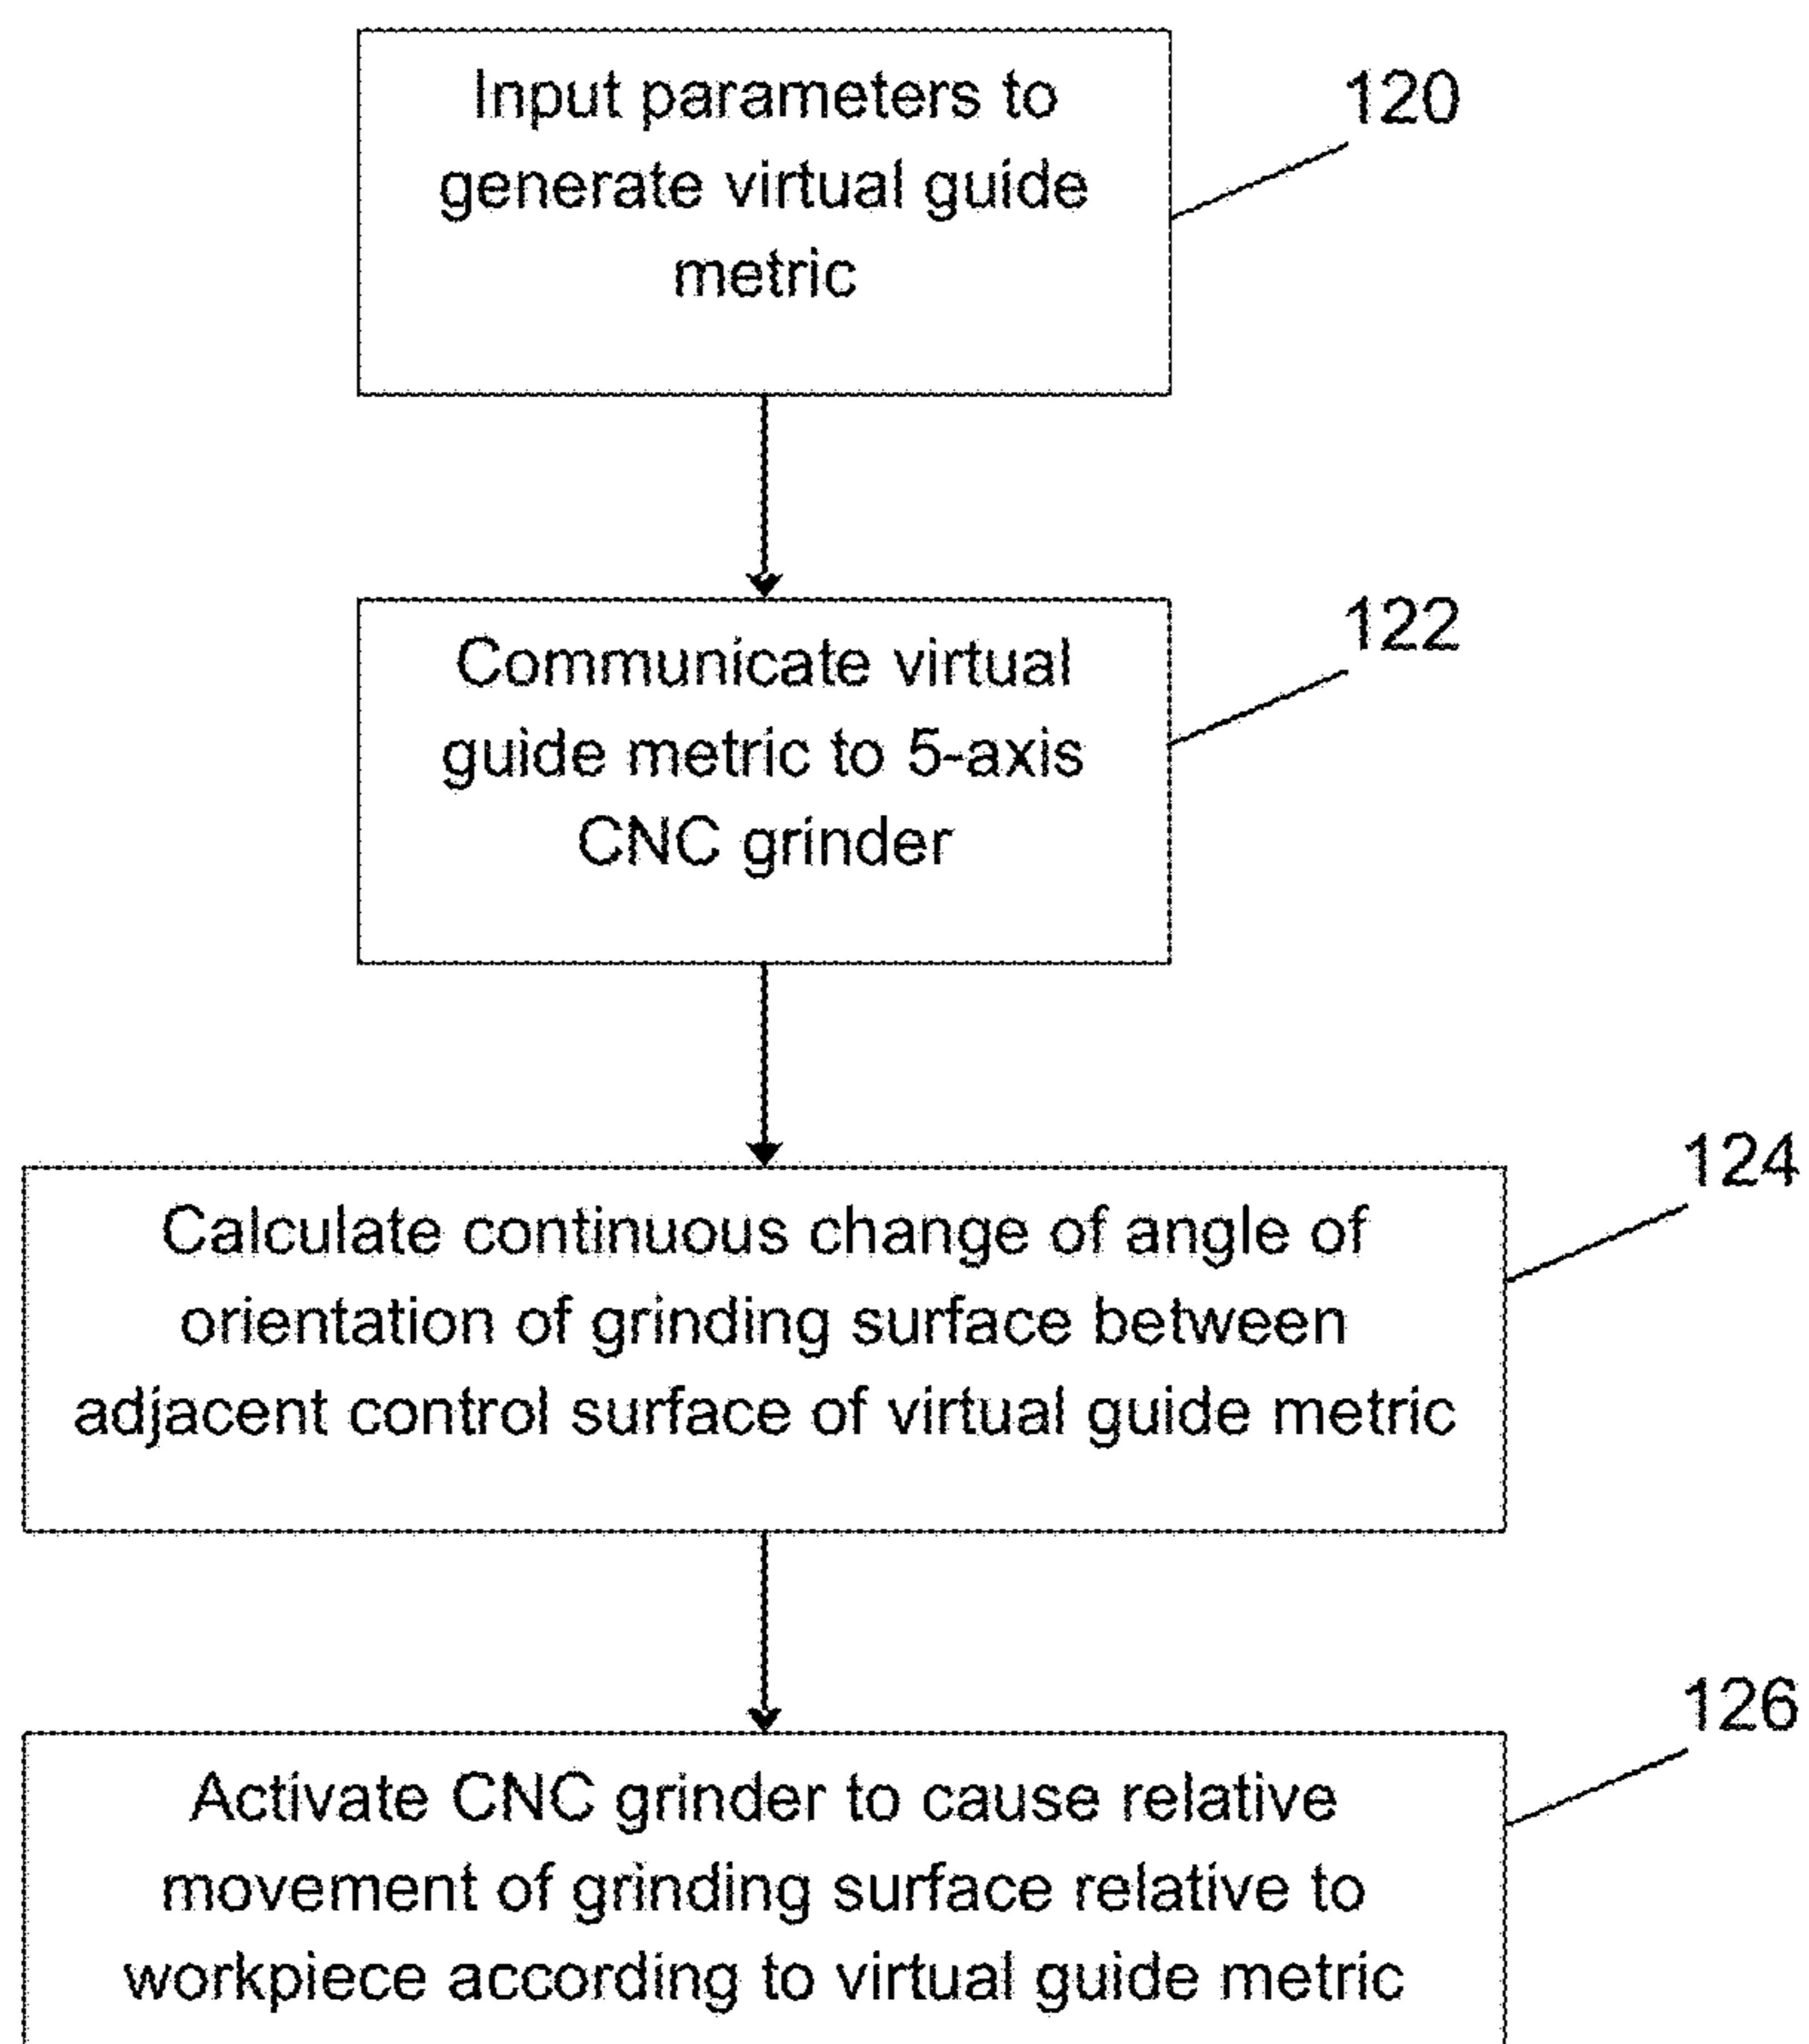 Input parameters to
generate virtual guide
metric
120
Communicate virtual
guide metric to 5-axis
CNC grinder
122
Calculate continuous change of angle of
orientation of grinding surface between
adjacent control surface of virtual guide metric
124
Activate CNC grinder to cause relative
movement of grinding surface relative to
workpiece according to virtual guide metric
126